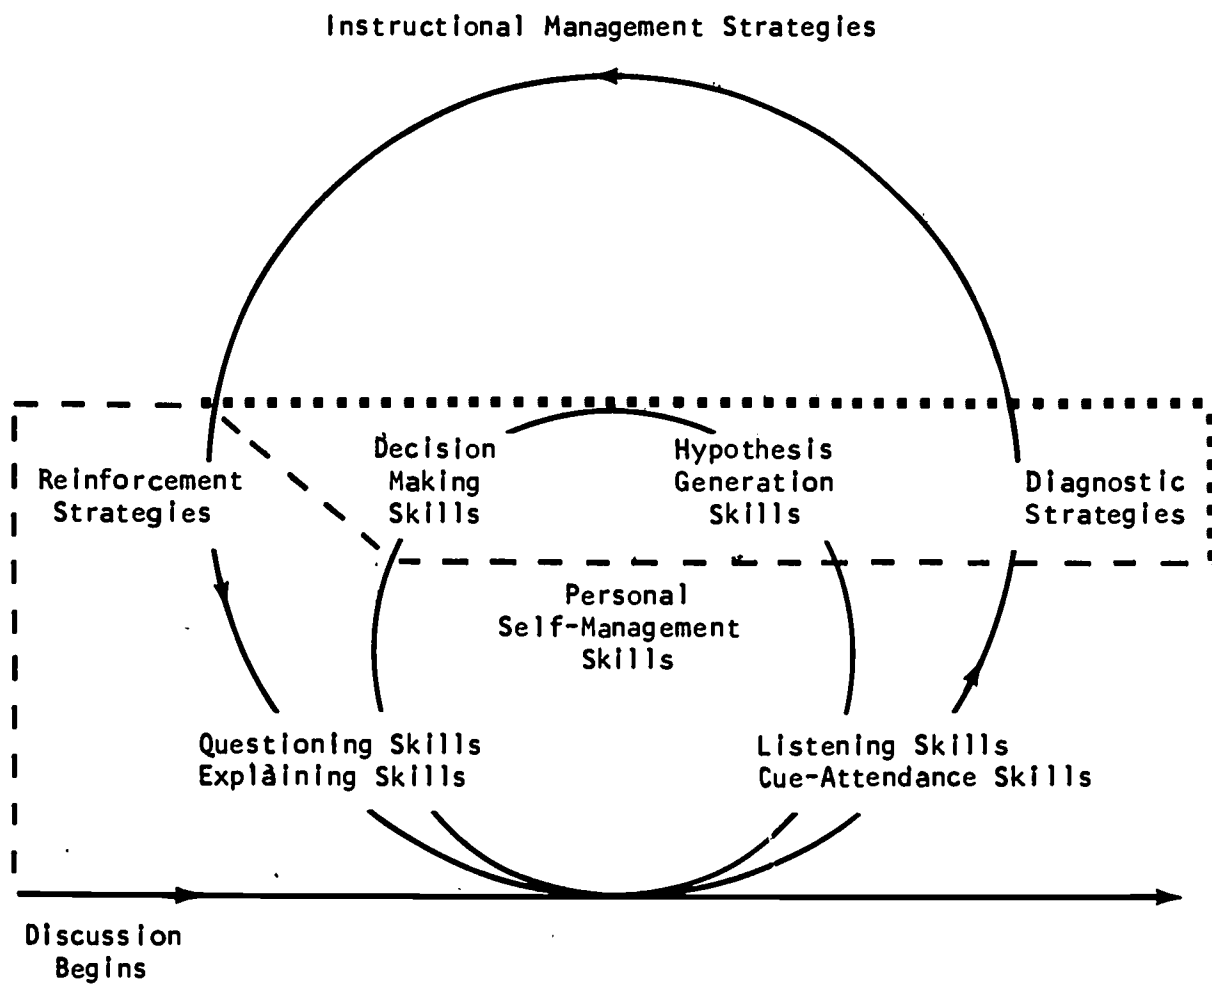 Instructional Management Strategies
Decision
Making
Skills
Hypothesis
Generation
Skills
Reinforcement
Strategies
Diagnostic
Strategies
Personal
Self-Management
Skills
Questioning Skills
Explaining Skills
Listening Skills
Cue-Attendance Skills
Discussion
Begins